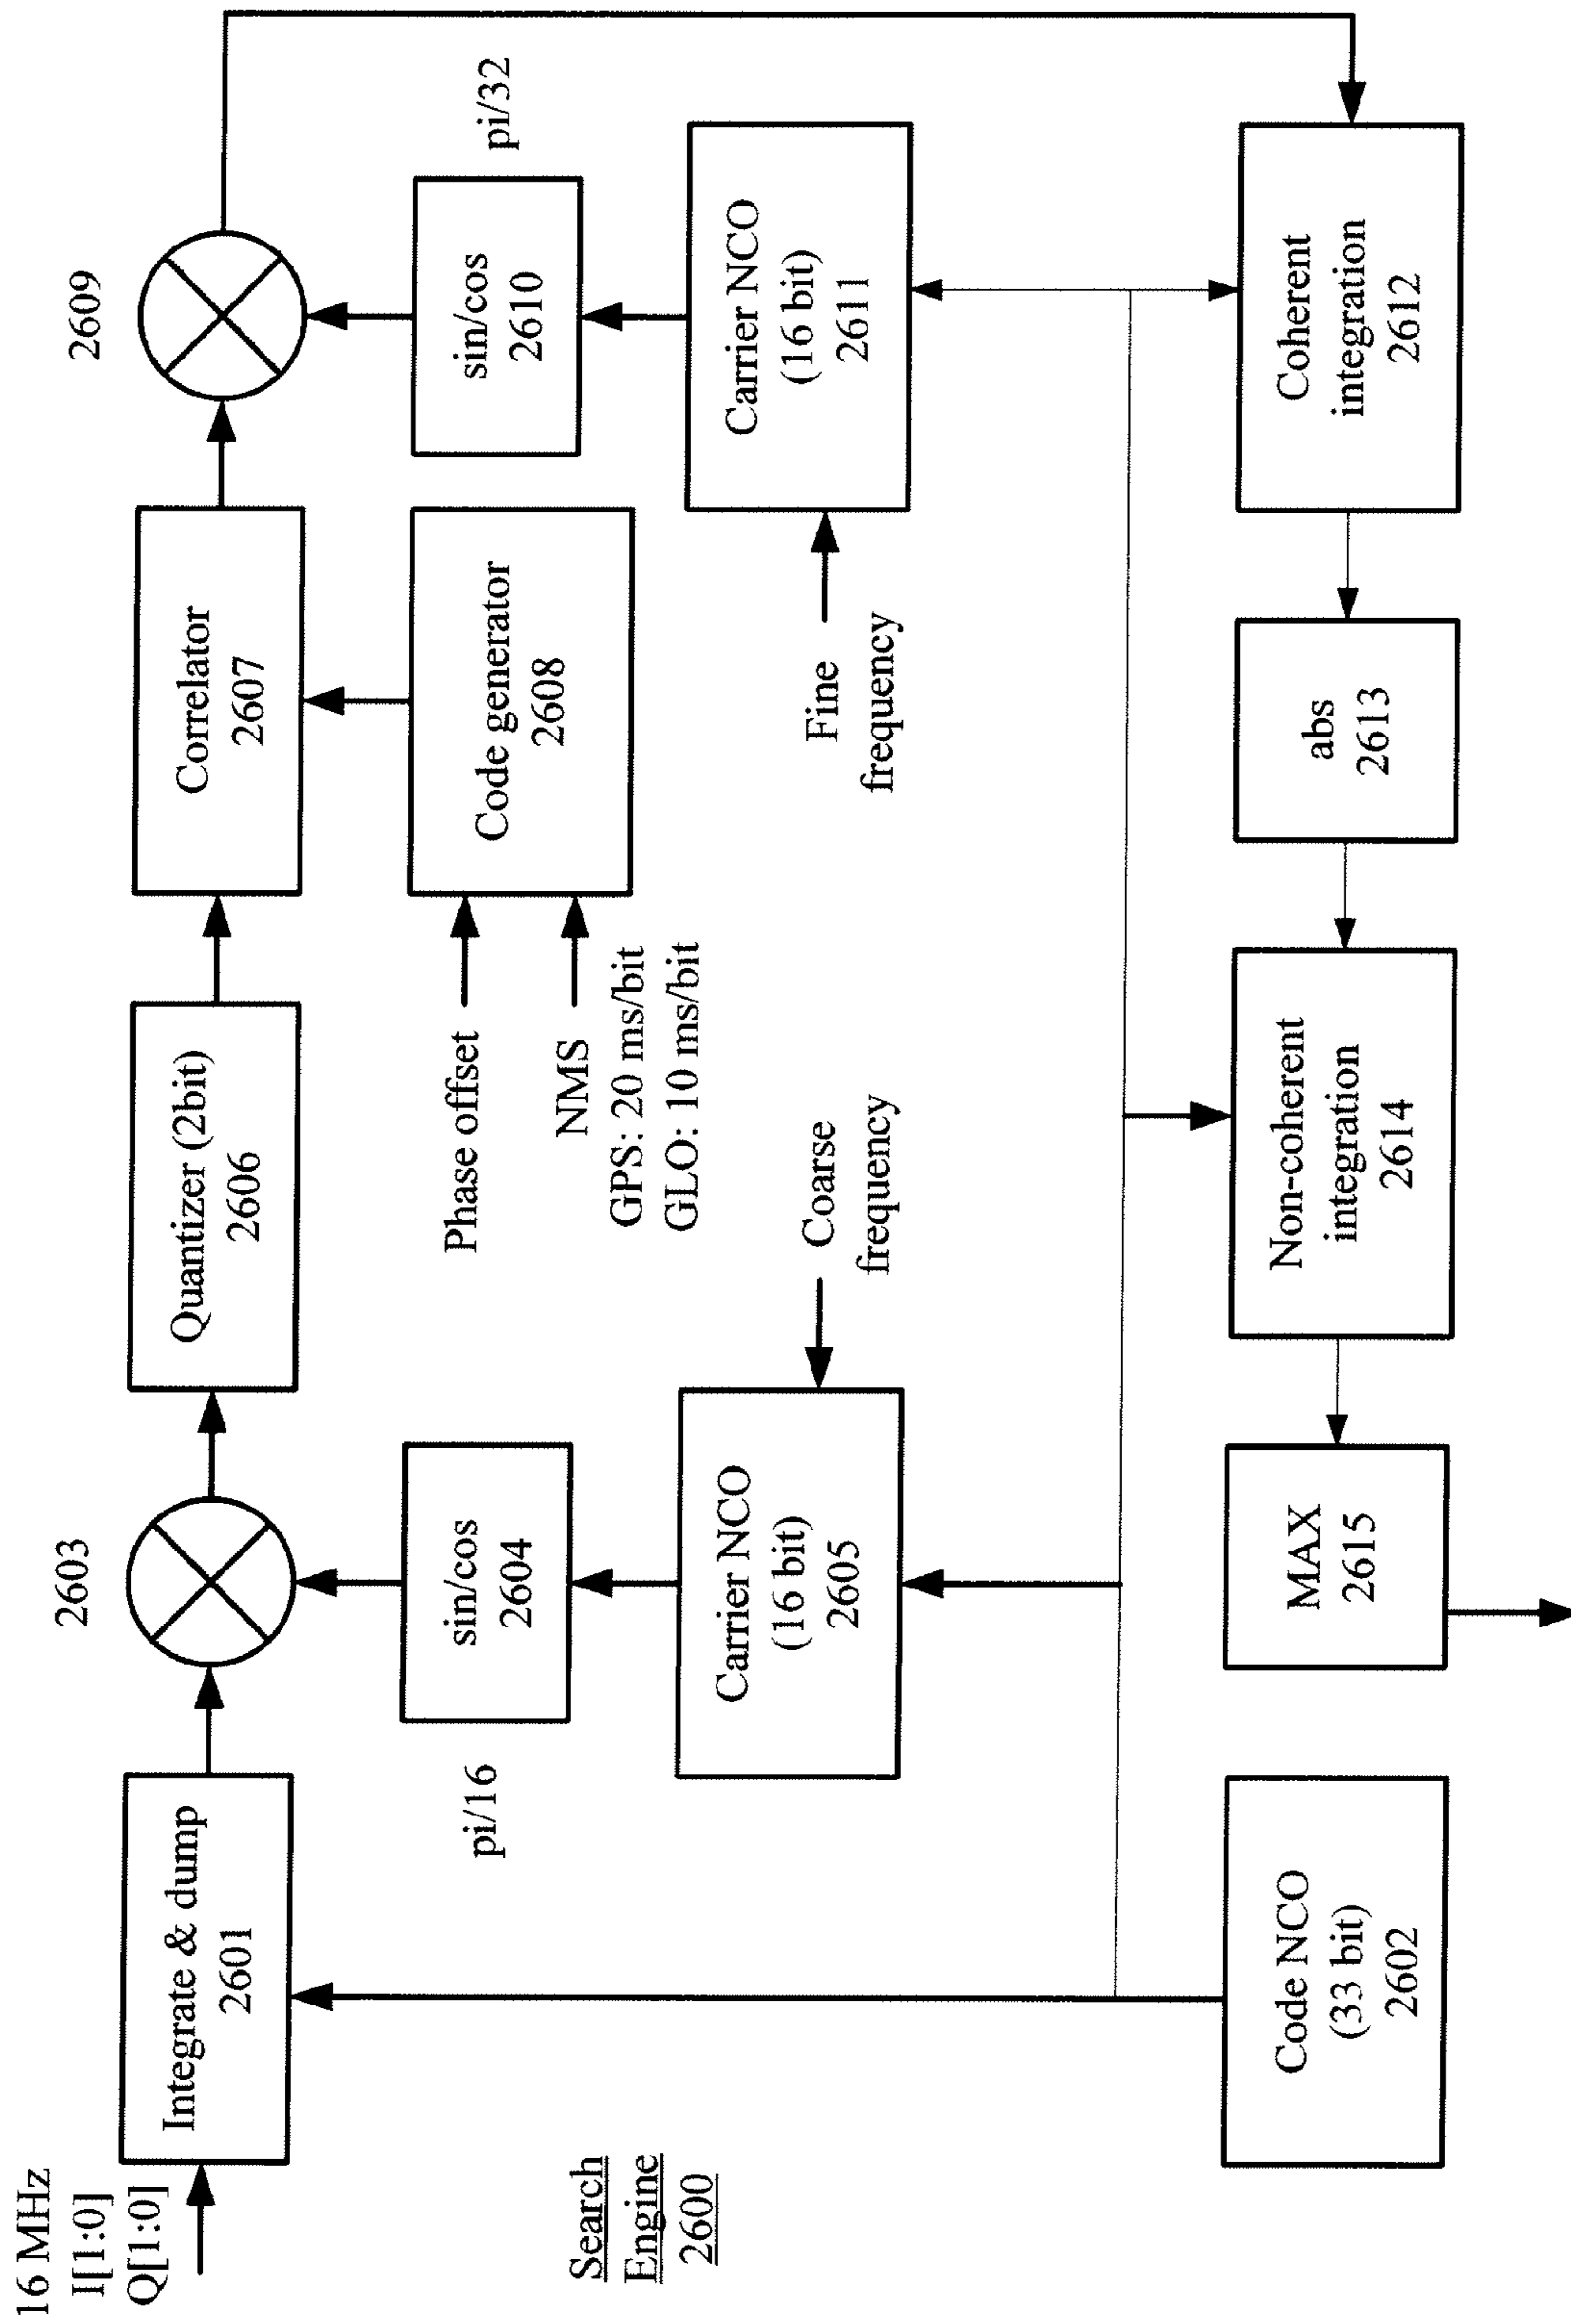 16 MHz
I[1:0]
Q[1:0]
Integrate & dump
2601
2603
Quantizer (2bit)
2606
Correlator
2607
2609
pi/16
sin/cos
2604
Phase offset
NMS
GPS: 20 ms/bit
GLO: 10 ms/bit
Code generator
2608
sin/cos
2610
pi/32
Search
Engine
2600
Carrier NCO
(16 bit)
2605
Coarse
frequency
Fine
frequency
Carrier NCO
(16 bit)
2611
Code NCO
(33 bit)
2602
MAX
2615
Non-coherent
integration
2614
abs
2613
Coherent
integration
2612